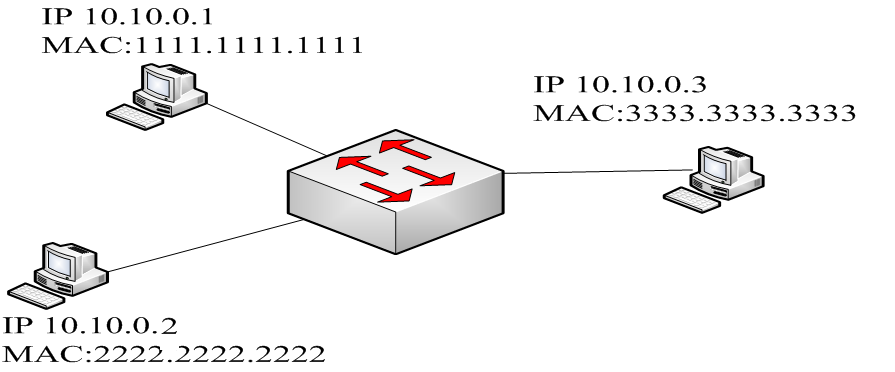 IP 10.10.0.1
MAC:1111.1111.1111
IP 10.10.0.3
MAC:3333.3333.3333
IP 10.10.0.2
MAC:2222.2222.2222